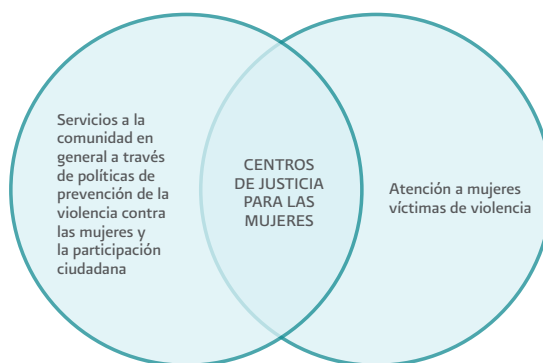 Servicios a la
comunidad en
general a través
de políticas de
prevención de la
violencia contra
las mujeres y
la participación
ciudadana
CENTROS
DE JUSTICIA
PARA LAS
MUJERES
Atención a mujeres
víctimas de violencia